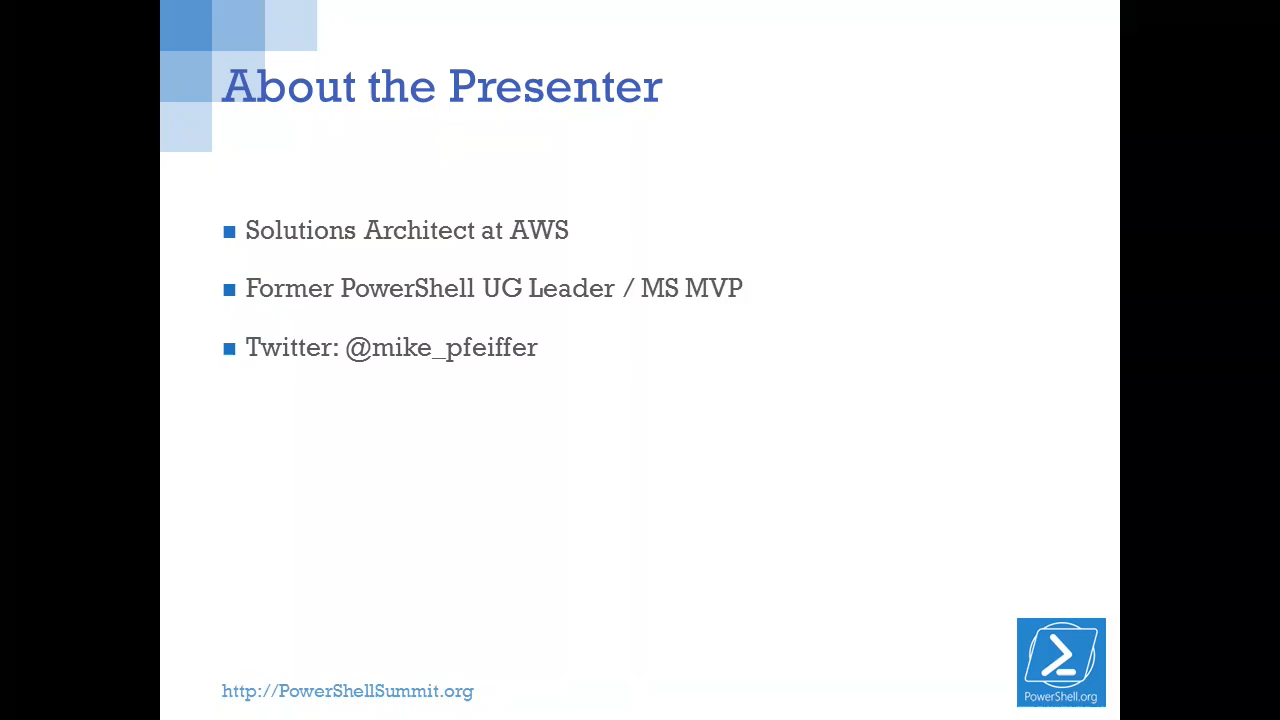 About the Presenter
Solutions Architect at AWS
Former PowerShell UG Leader / MS MVP
Twitter: @mike_pfeiffer
http://PowerShellSummit.org
PowerShell.org